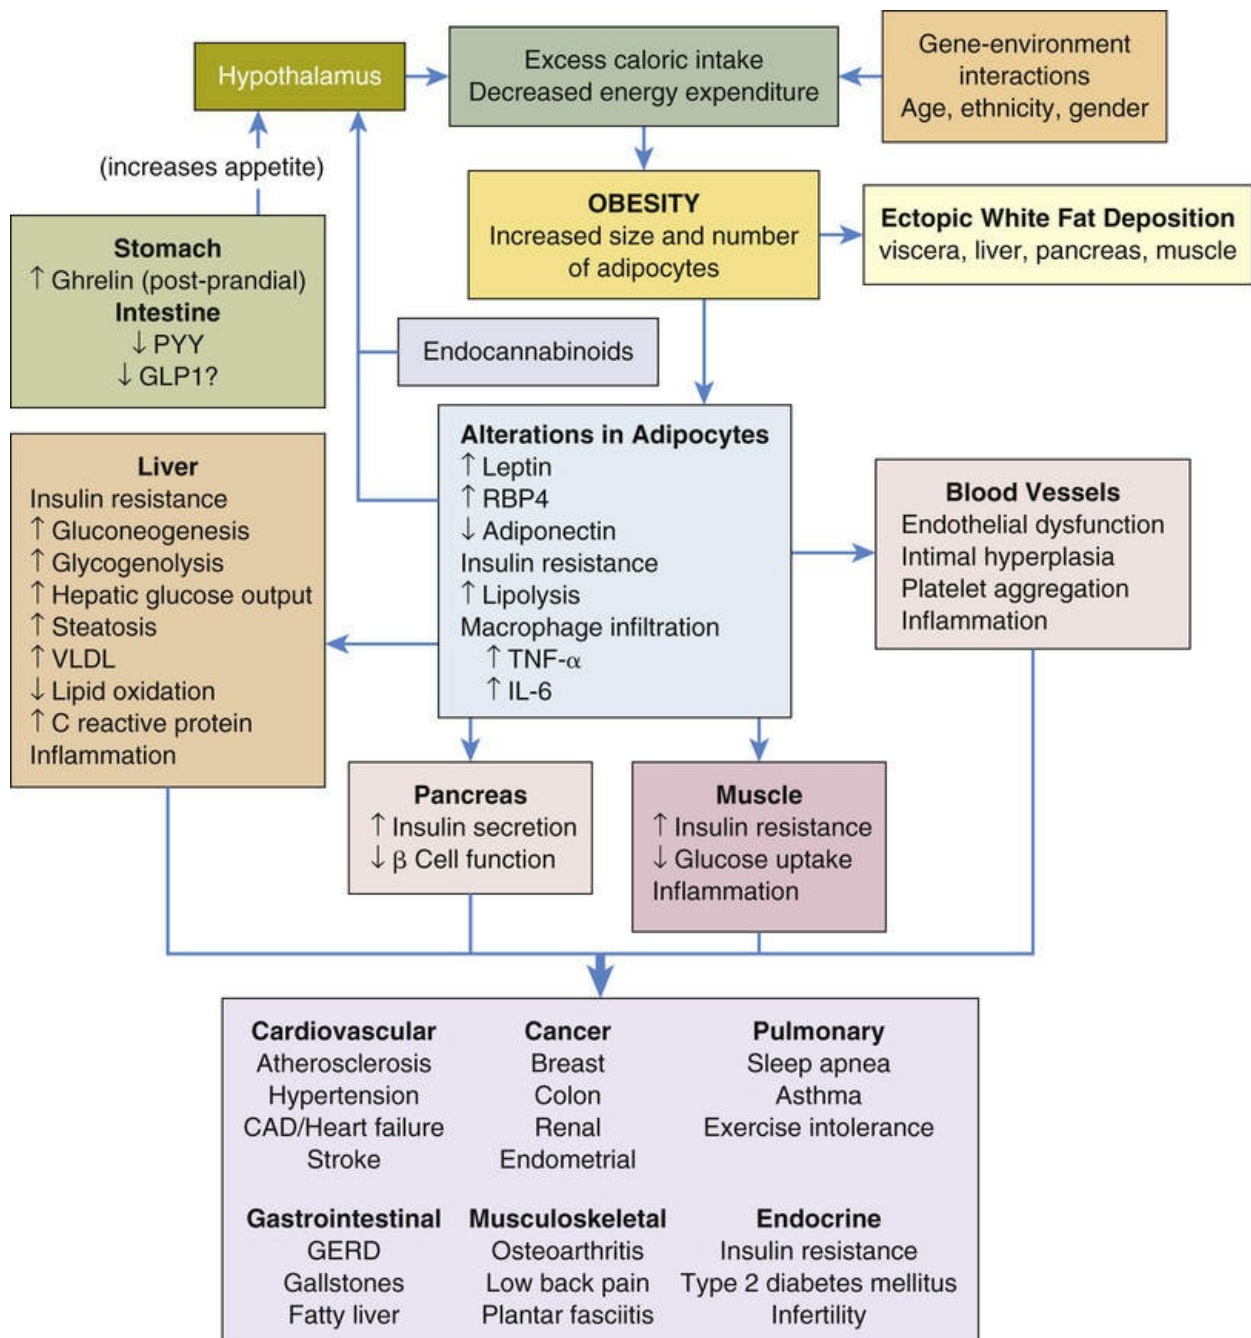 Hypothalamus
Excess caloric intake
Decreased energy expenditure
Gene-environment
interactions
Age, ethnicity, gender
(increases appetite)
OBESITY
Increased size and number
of adipocytes
Ectopic White Fat Deposition
viscera, liver, pancreas, muscle
Stomach
↑ Ghrelin (post-prandial)
Intestine
↓ PYY
↓ GLP1?
Endocannabinoids
Alterations in Adipocytes
↑ Leptin
↑ RBP4
↓ Adiponectin
Insulin resistance
↑ Lipolysis
Macrophage infiltration
↑ TNF-α
↑ IL-6
Liver
Insulin resistance
↑ Gluconeogenesis
↑ Glycogenolysis
↑ Hepatic glucose output
↑ Steatosis
↑ VLDL
↓ Lipid oxidation
↑ C reactive protein
Inflammation
Blood Vessels
Endothelial dysfunction
Intimal hyperplasia
Platelet aggregation
Inflammation
Pancreas
↑ Insulin secretion
↓ β Cell function
Muscle
↑ Insulin resistance
↓ Glucose uptake
Inflammation
Cardiovascular
Atherosclerosis
Hypertension
CAD/Heart failure
Stroke
Cancer
Breast
Colon
Renal
Endometrial
Pulmonary
Sleep apnea
Asthma
Exercise intolerance
Gastrointestinal
GERD
Gallstones
Fatty liver
Musculoskeletal
Osteoarthritis
Low back pain
Plantar fasciitis
Endocrine
Insulin resistance
Type 2 diabetes mellitus
Infertility